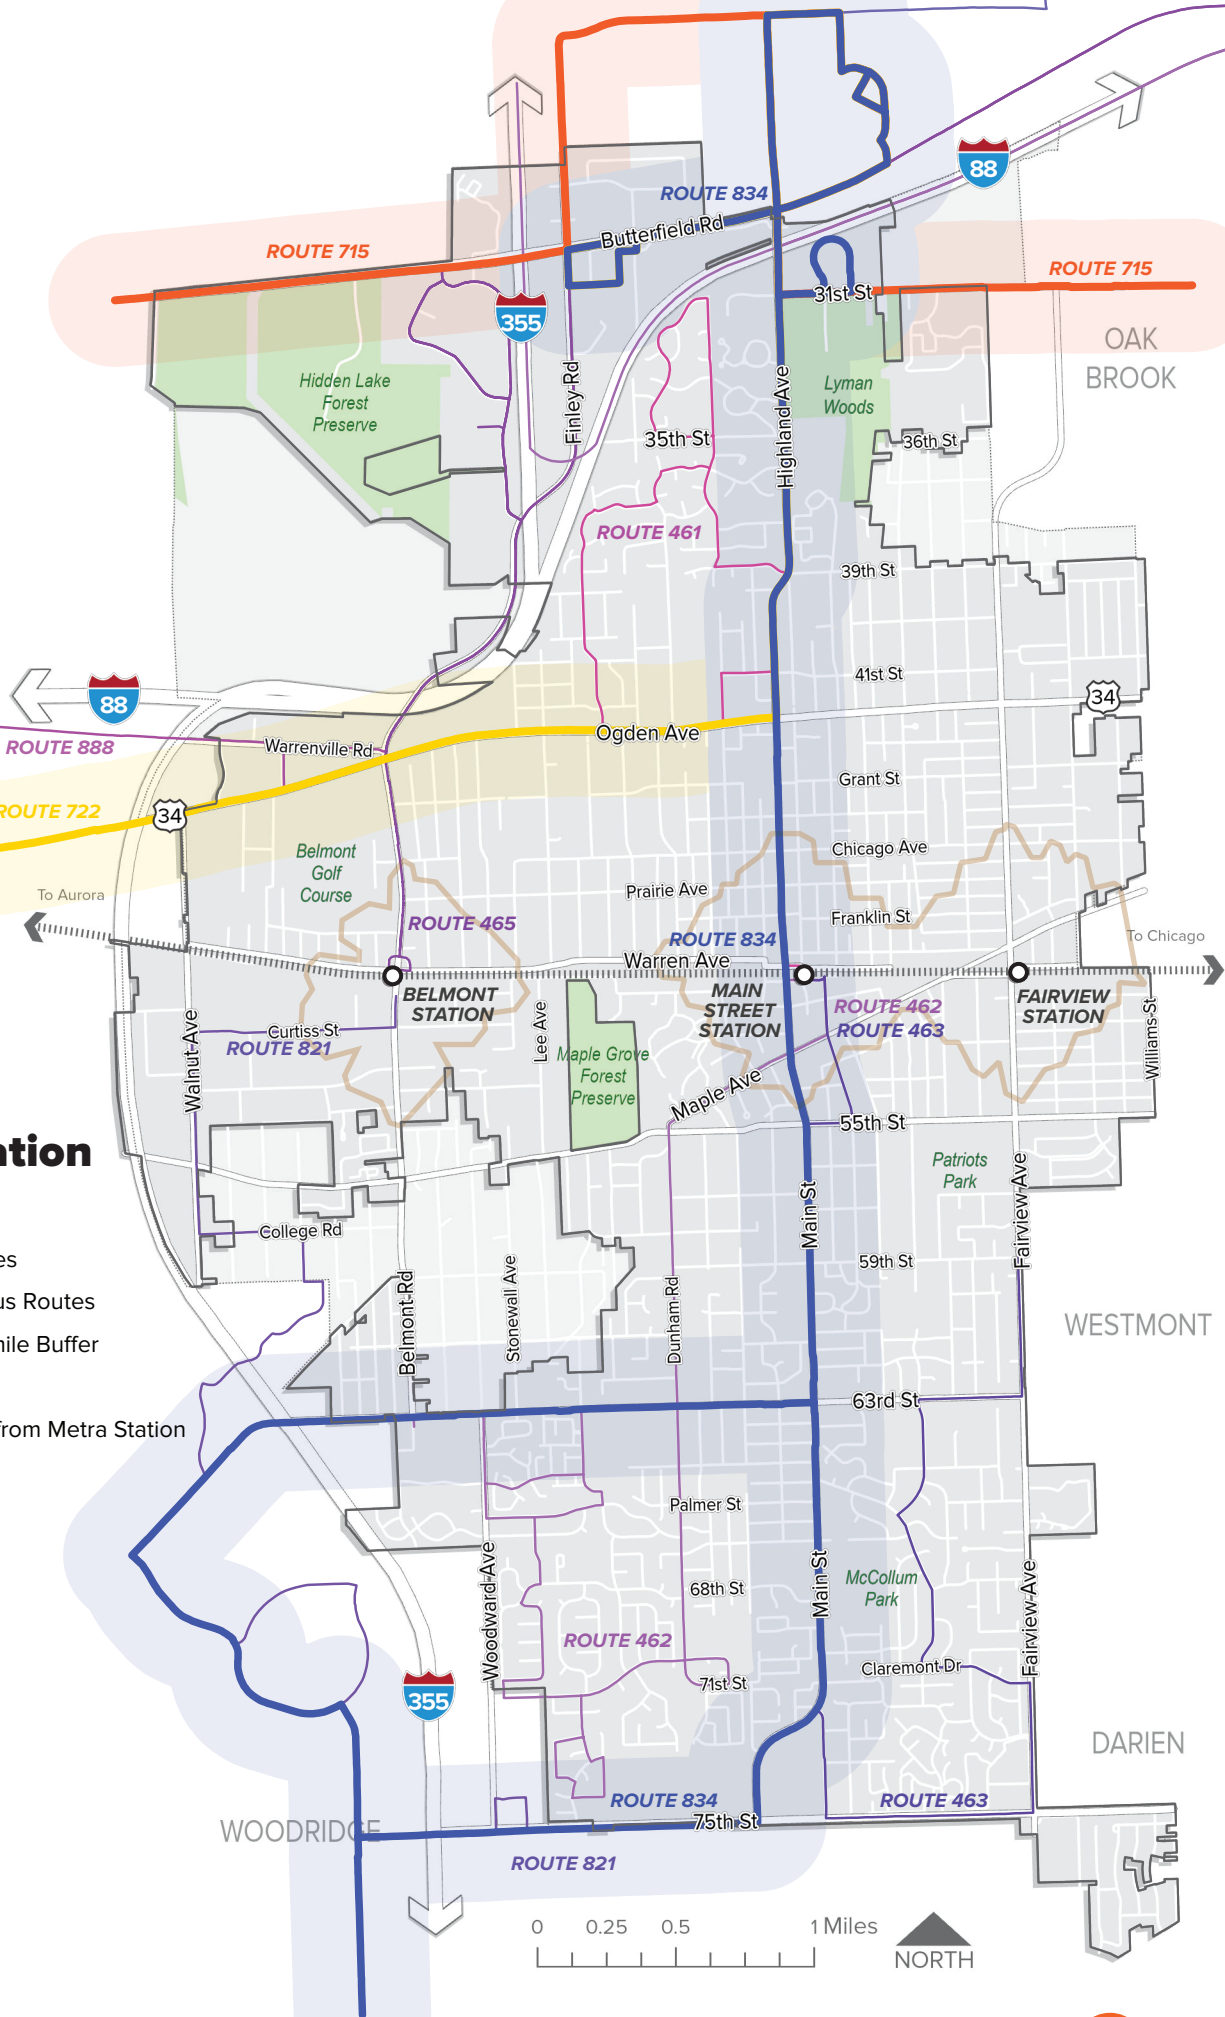 88
ROUTE 834
Butterfield Rd
ROUTE 715
ROUTE 715
31st St
355
OAK
BROOK
Hidden Lake
Forest
Preserve
Finley Rd
Lyman
Woods
Highland Ave
35th St
36th St
ROUTE 461
39th St
41st St
88
34
ROUTE 888
Warrenville Rd
Ogden Ave
Grant St
ROUTE 722
34
Belmont
Golf
Course
Chicago Ave
Prairie Ave
To Aurora
Franklin St
ROUTE 465
ROUTE 834
To Chicago
Warren Ave
BELMONT
STATION
MAIN
STREET
STATION
FAIRVIEW
STATION
ROUTE 462
ROUTE 463
Curtiss St
ROUTE 821
Lee Ave
Walnut Ave
Williams St
Maple Grove
Forest
Preserve
Maple Ave
55th St
ation
Patriots
Park
Main St
Fairview Ave
College Rd
59th St
es
us Routes
Belmont Rd
Stonewall Ave
Dunham Rd
WESTMONT
mile Buffer
63rd St
from Metra Station
Palmer St
Woodward Ave
68th St
Main St
McCollum
Park
Fairview Ave
ROUTE 462
Claremont Dr
71st St
355
DARIEN
ROUTE 834
ROUTE 463
75th St
WOODRIDGE
ROUTE 821
0 0.25 0.5 1 Miles
NORTH